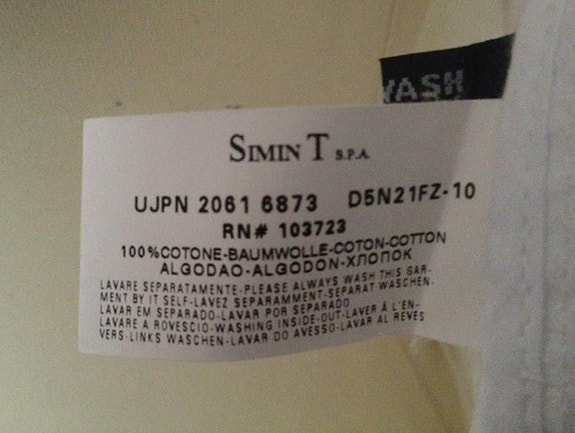 WASH
SIMIN T S.P.A.
UJPN 2061 6873 D5N21FZ-10
RN# 103723
100%COTONE-BAUMWOLLE-COTON-COTTON
ALGODAO-ALGODON-ХЛОПОК
LAVARE SEPARATAMENTE-PLEASE ALWAYS WASH THIS GAR-
MENT BY IT SELF-LAVEZ SEPARAMMENT-SEPARAT WASCHEN.
LAVAR EM SEPARADO-LAVAR POR SEPARADO
LAVARE A ROVESCIO-WASHING INSIDE-OUT-LAVER À L'EN-
VERS-LINKS WASCHEN-LAVAR DO AVESSO-LAVAR AL REVES